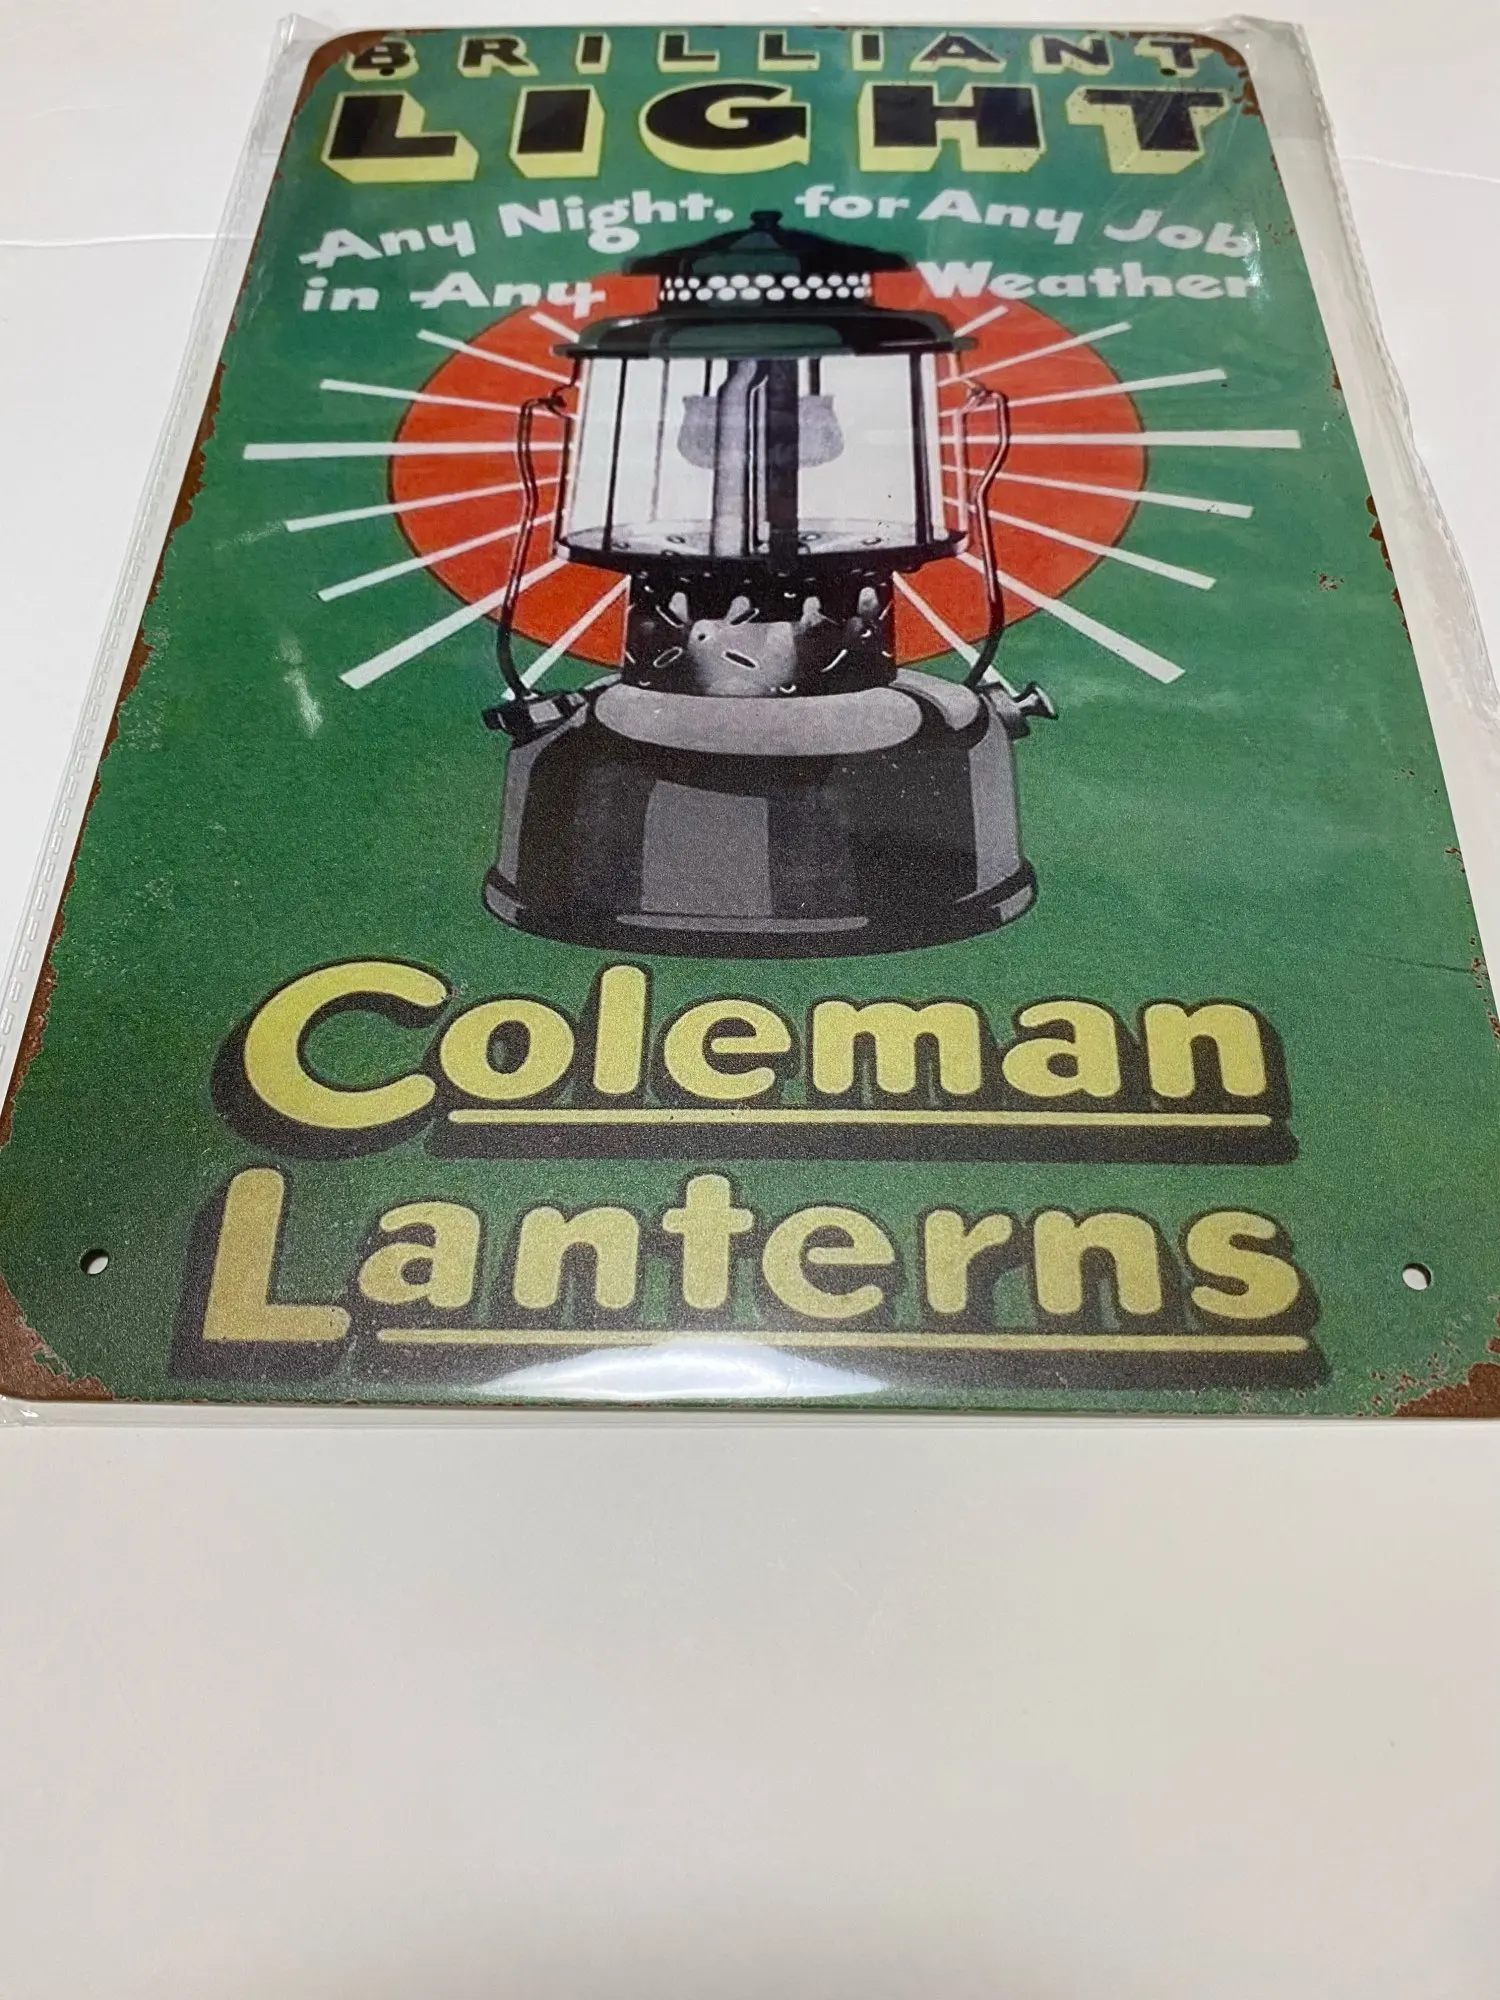 BRILLIANT
LIGHT
Any Night, for Any Job
in Any Weather
Coleman
Lanterns